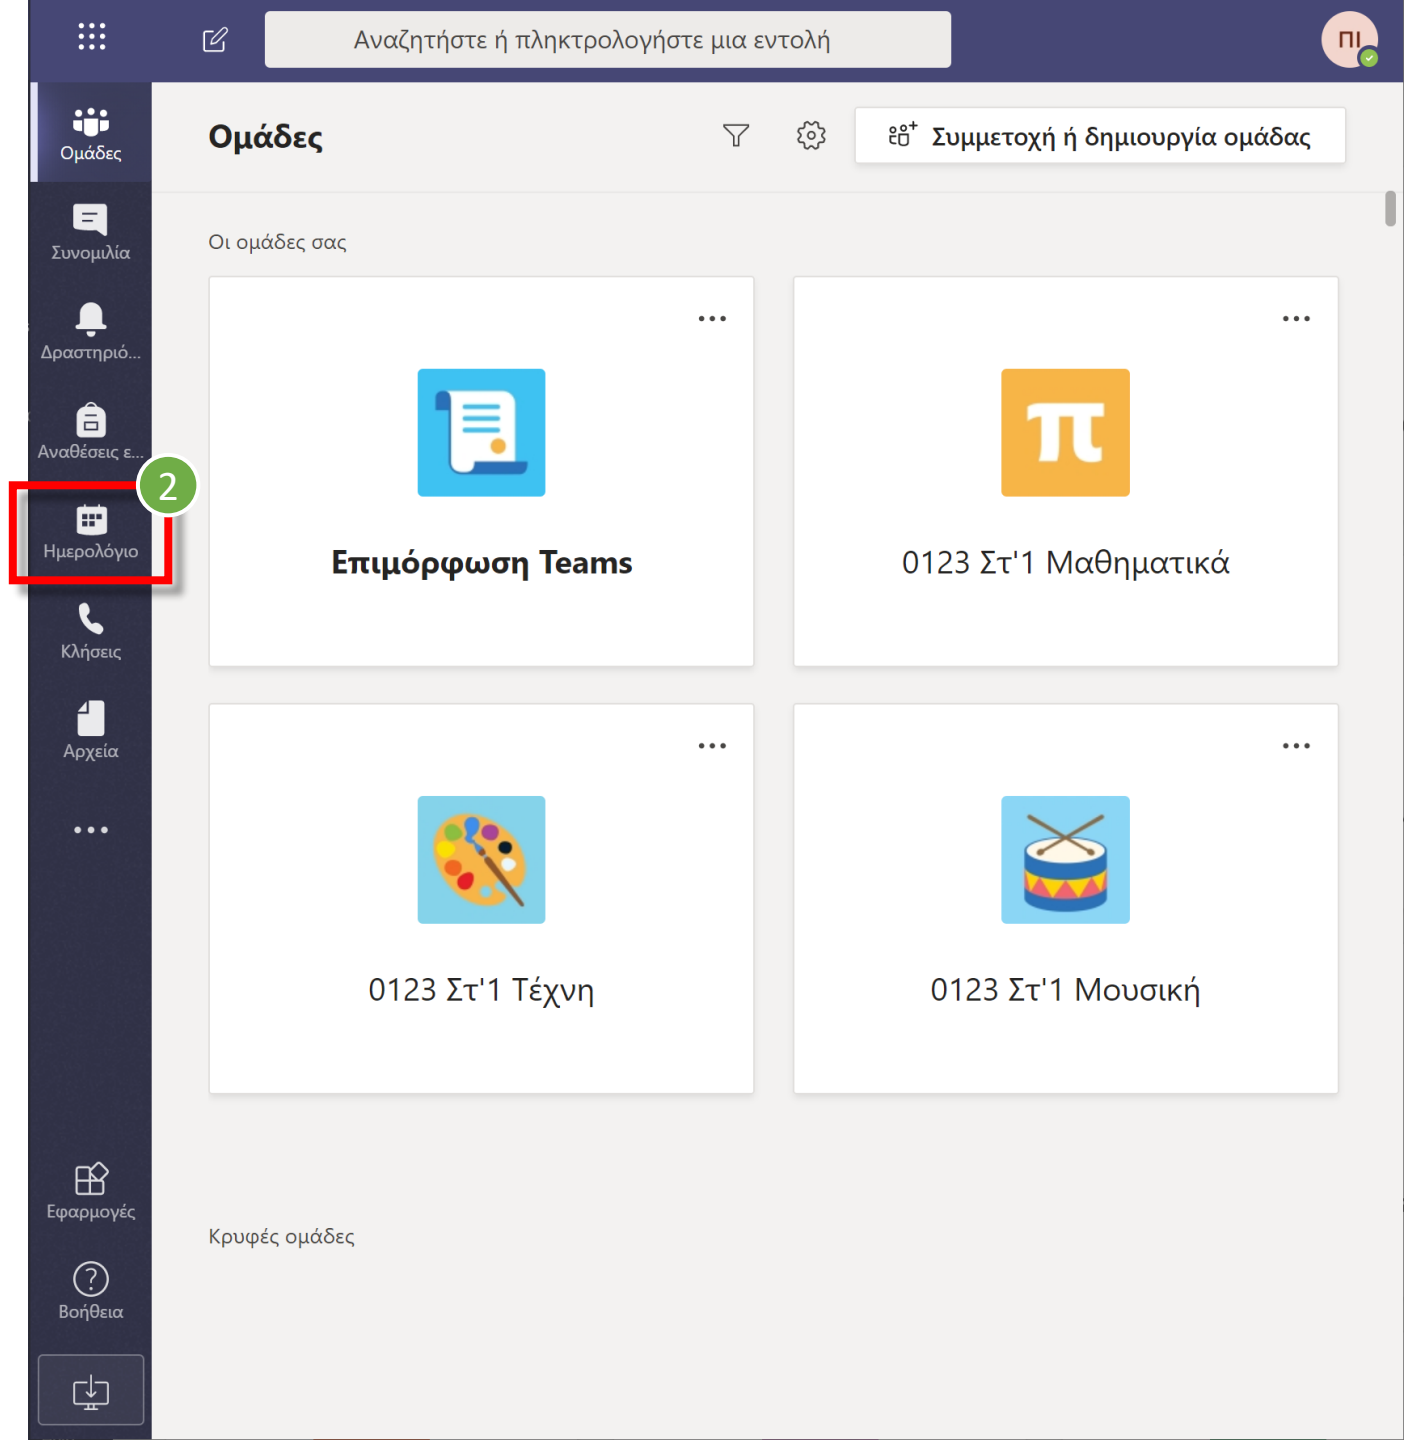 Αναζητήστε ή πληκτρολογήστε μια εντολή
ΠΙ
Ομάδες
Συνομιλία
Δραστηριό...
Αναθέσεις ε...
2
Ημερολόγιο
Κλήσεις
Αρχεία
Εφαρμογές
Βοήθεια
Ομάδες
Συμμετοχή ή δημιουργία ομάδας
Οι ομάδες σας
Επιμόρφωση Teams
π
0123 Στ'1 Μαθηματικά
0123 Στ'1 Τέχνη
0123 Στ'1 Μουσική
Κρυφές ομάδες